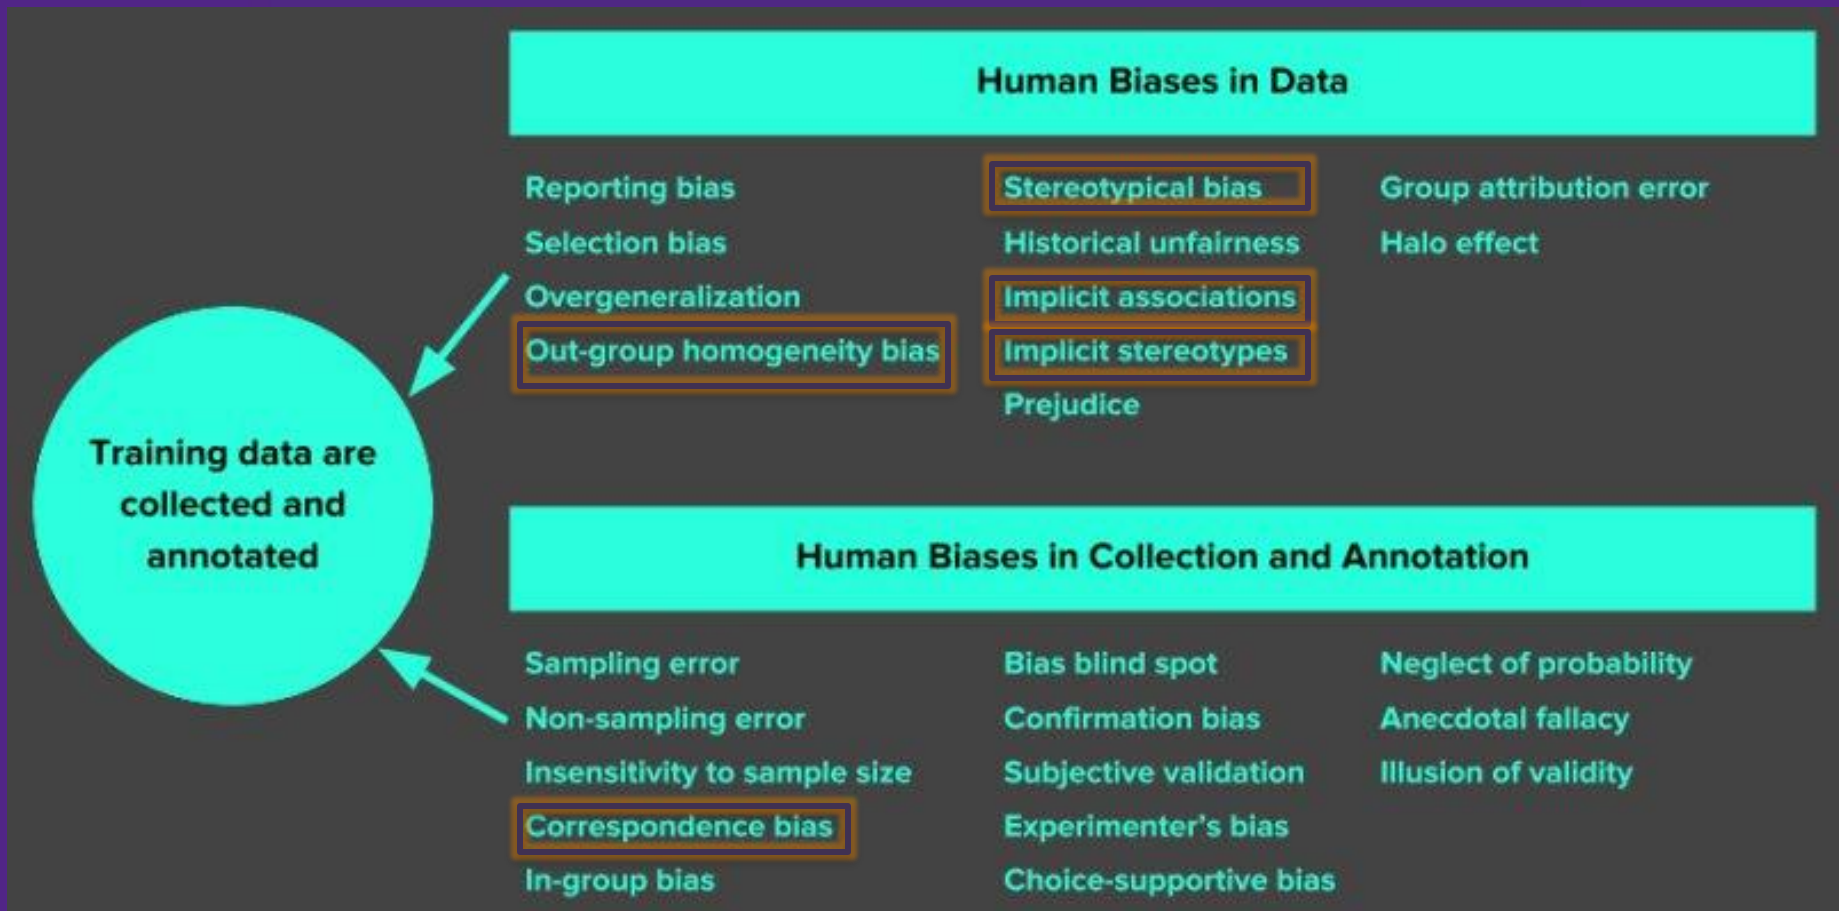 Human Biases in Data
Reporting bias
Selection bias
Overgeneralization
Out-group homogeneity bias
Stereotypical bias
Historical unfairness
Implicit associations
Implicit stereotypes
Prejudice
Group attribution error
Halo effect
Training data are
collected and
annotated
Human Biases in Collection and Annotation
Sampling error
Non-sampling error
Insensitivity to sample size
Correspondence bias
In-group bias
Bias blind spot
Confirmation bias
Subjective validation
Experimenter's bias
Choice-supportive bias
Neglect of probability
Anecdotal fallacy
Illusion of validity